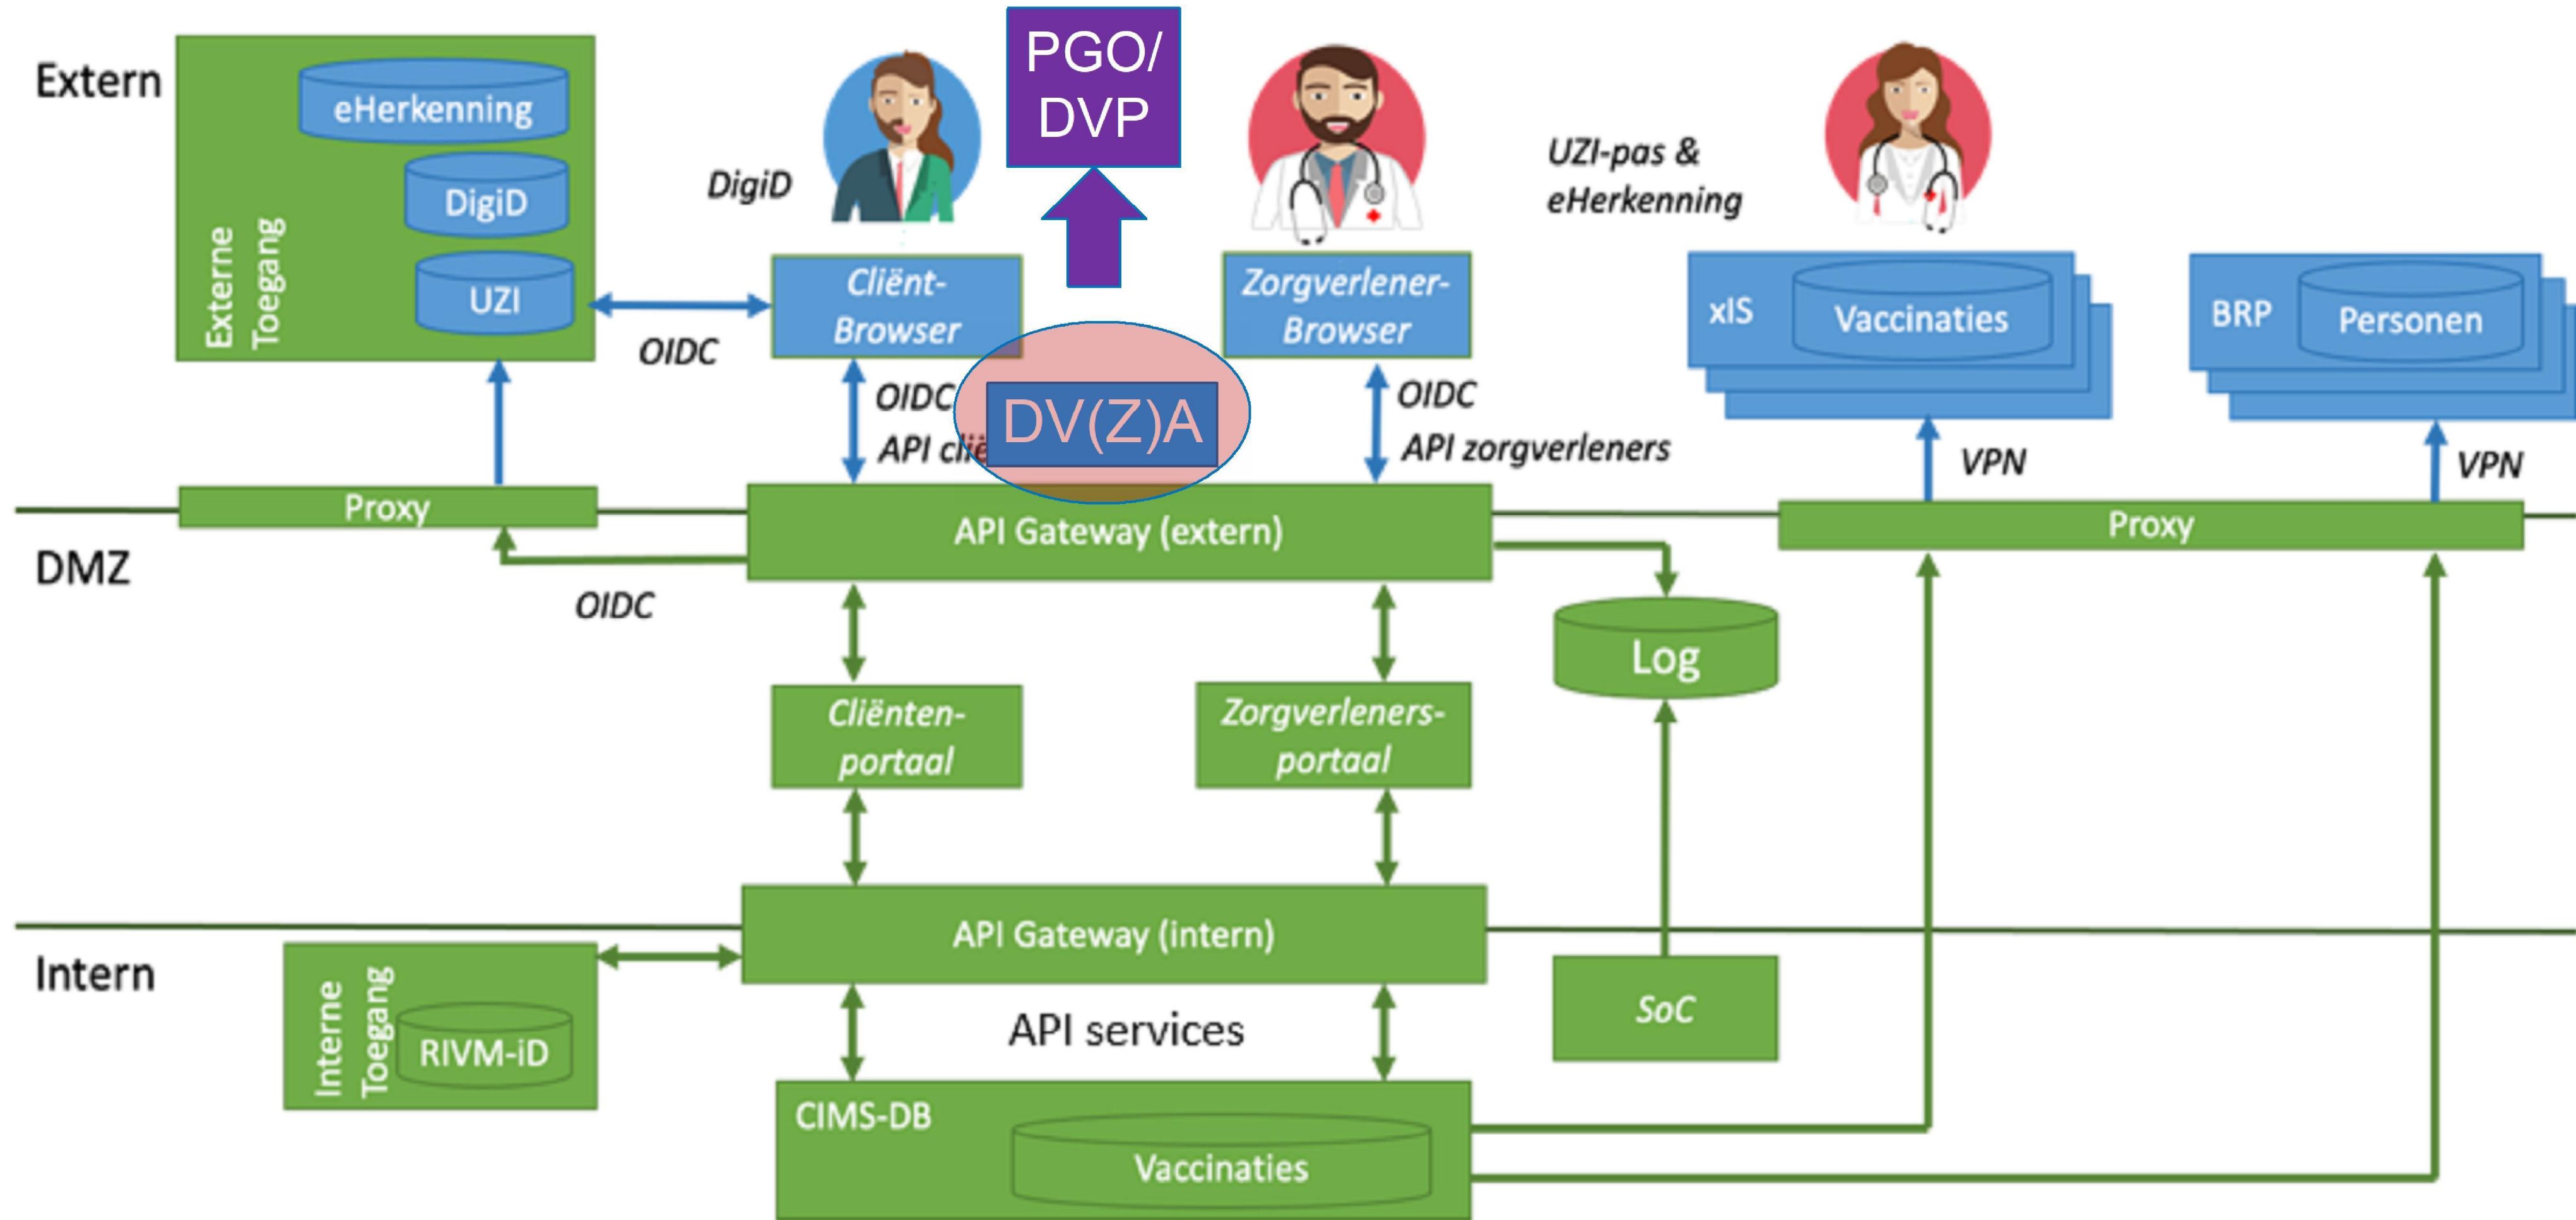 Extern
eHerkenning
DigiD
UZI
Externe
Toegang
DigiD
PGO/
DVP
UZI-pas &
eHerkenning
OIDC
Cliënt-
Browser
Zorgverlener-
Browser
xIS
Vaccinaties
BRP
Personen
OIDC
API clië
DV(Z)A
OIDC
API zorgverleners
VPN
VPN
Proxy
API Gateway (extern)
Proxy
DMZ
OIDC
Log
Cliënten-
portaal
Zorgverleners-
portaal
API Gateway (intern)
Intern
Interne
Toegang
RIVM-iD
API services
SoC
CIMS-DB
Vaccinaties